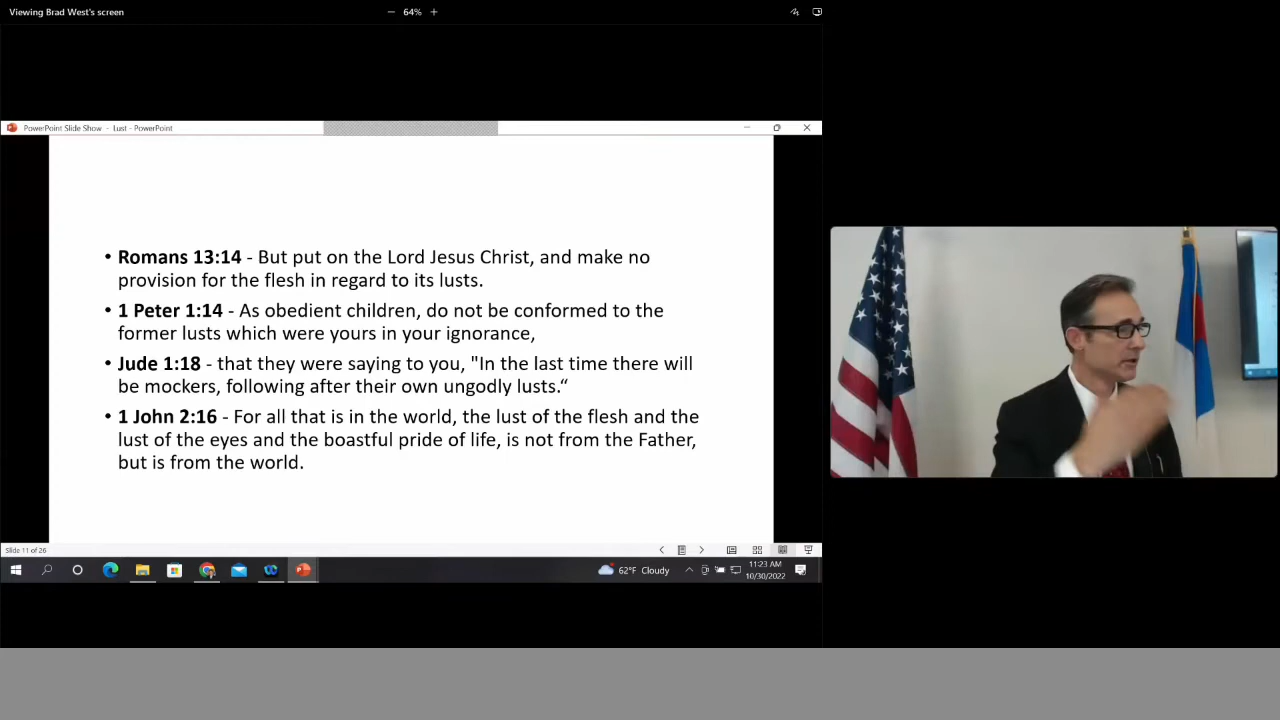 Viewing Brad West's screen
64%
PowerPoint Slide Show - Lust - PowerPoint
• Romans 13:14 - But put on the Lord Jesus Christ, and make no
provision for the flesh in regard to its lusts.
• 1 Peter 1:14 - As obedient children, do not be conformed to the
former lusts which were yours in your ignorance,
• Jude 1:18 - that they were saying to you, "In the last time there will
be mockers, following after their own ungodly lusts.“
• 1 John 2:16 - For all that is in the world, the lust of the flesh and the
lust of the eyes and the boastful pride of life, is not from the Father,
but is from the world.
Slide 11 of 26
62°F Cloudy
11:23 AM
10/30/2022